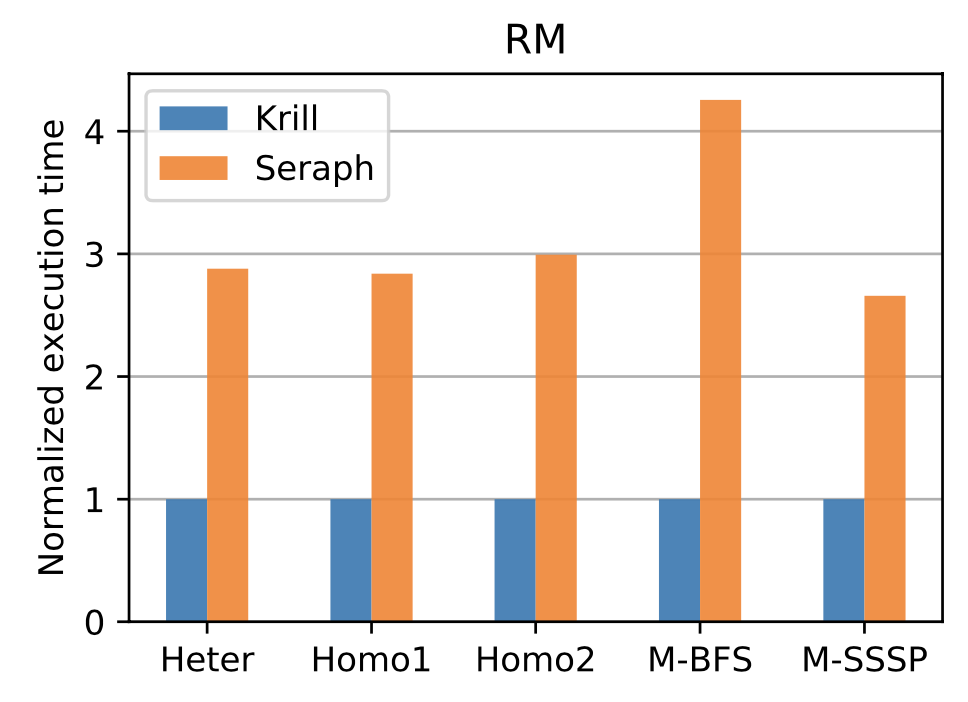 RM
Normalized execution time
4
3
2
1
0
Krill
Seraph
Heter Homo1 Homo2 M-BFS M-SSSP